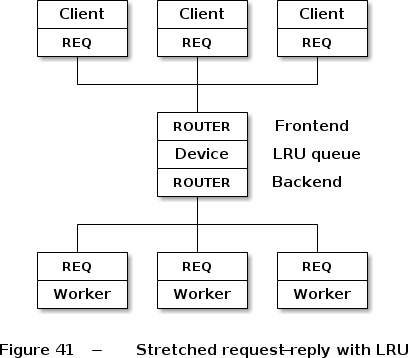 Client Client Client
REQ REQ REQ
ROUTER Frontend
Device LRU queue
ROUTER Backend
REQ REQ REQ
Worker Worker Worker
Figure 41 – Stretched request-reply with LRU